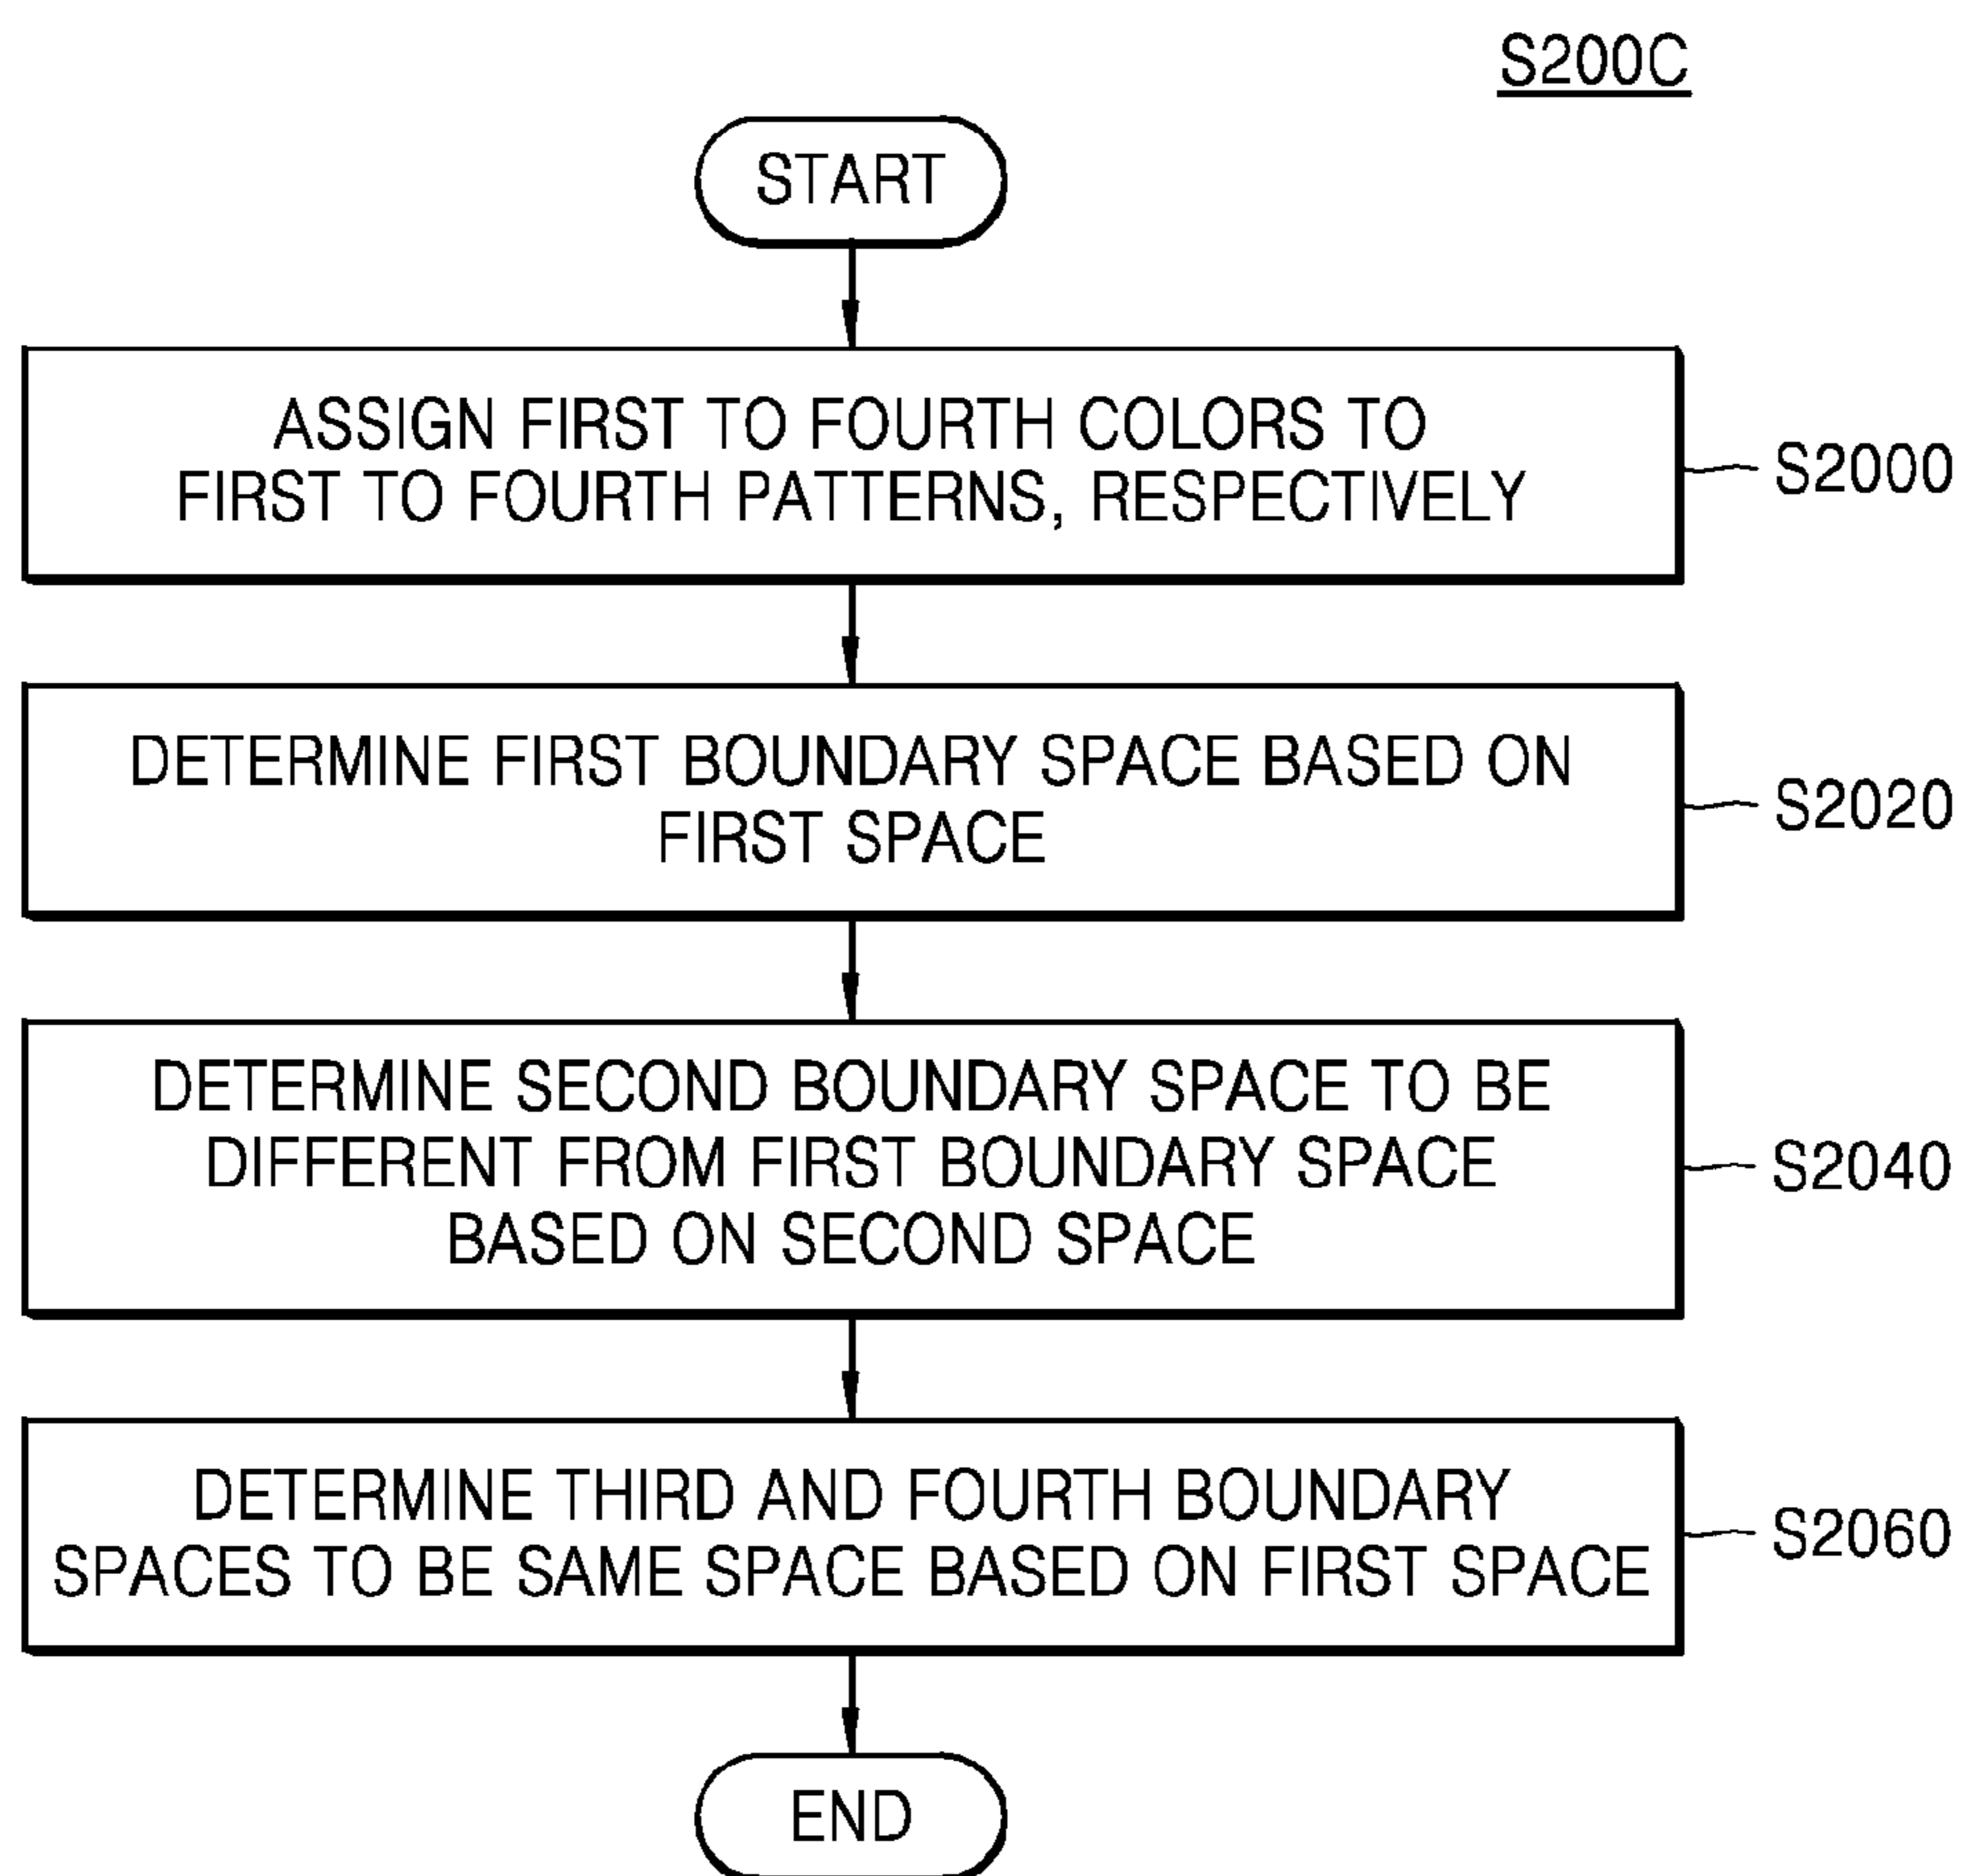 S200C
START
ASSIGN FIRST TO FOURTH COLORS TO
FIRST TO FOURTH PATTERNS, RESPECTIVELY
S2000
DETERMINE FIRST BOUNDARY SPACE BASED ON
FIRST SPACE
S2020
DETERMINE SECOND BOUNDARY SPACE TO BE
DIFFERENT FROM FIRST BOUNDARY SPACE
BASED ON SECOND SPACE
S2040
DETERMINE THIRD AND FOURTH BOUNDARY
SPACES TO BE SAME SPACE BASED ON FIRST SPACE
S2060
END